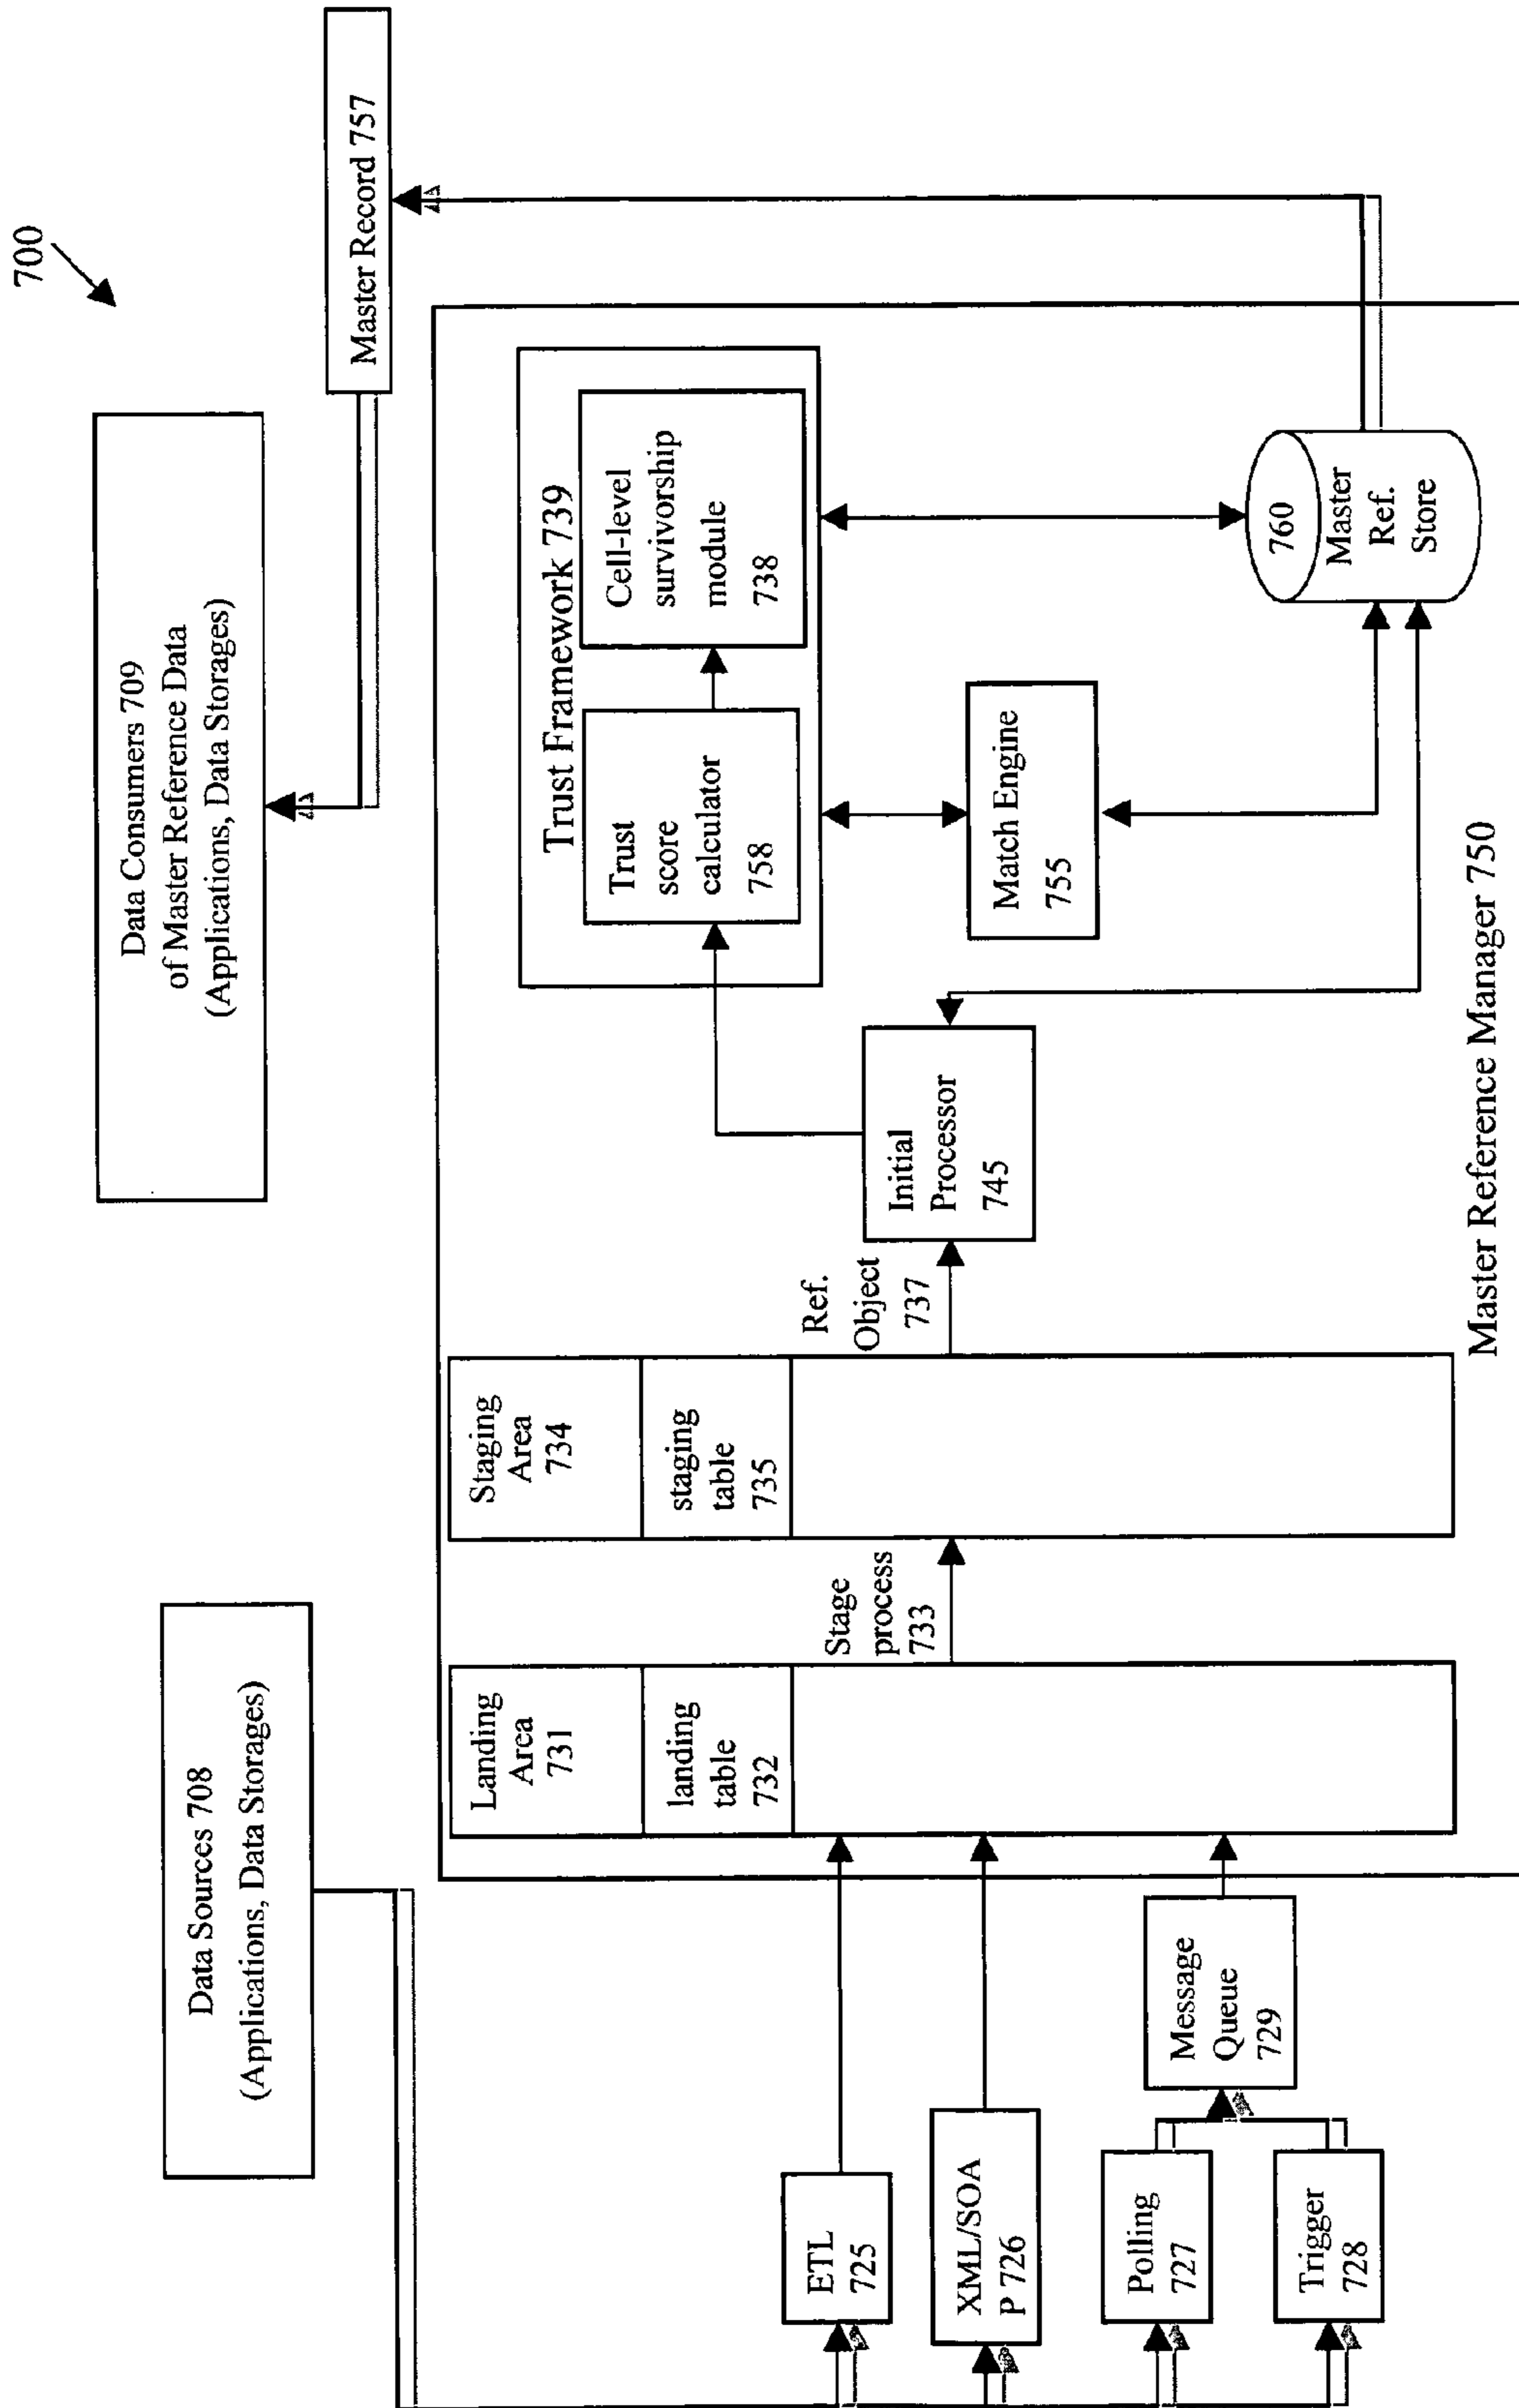 700
Data Sources 708
(Applications, Data Storages)
Data Consumers 709
of Master Reference Data
(Applications, Data Storages)
Master Record 757
ETL
725
XML/SOA
P 726
Polling
727
Trigger
728
Message
Queue
729
Landing
Area
731
landing
table
732
Stage
process
733
Staging
Area
734
staging
table
735
Ref.
Object
737
Initial
Processor
745
Trust Framework 739
Trust
score
calculator
758
Cell-level
survivorship
module
738
Match Engine
755
760
Master
Ref.
Store
Master Reference Manager 750